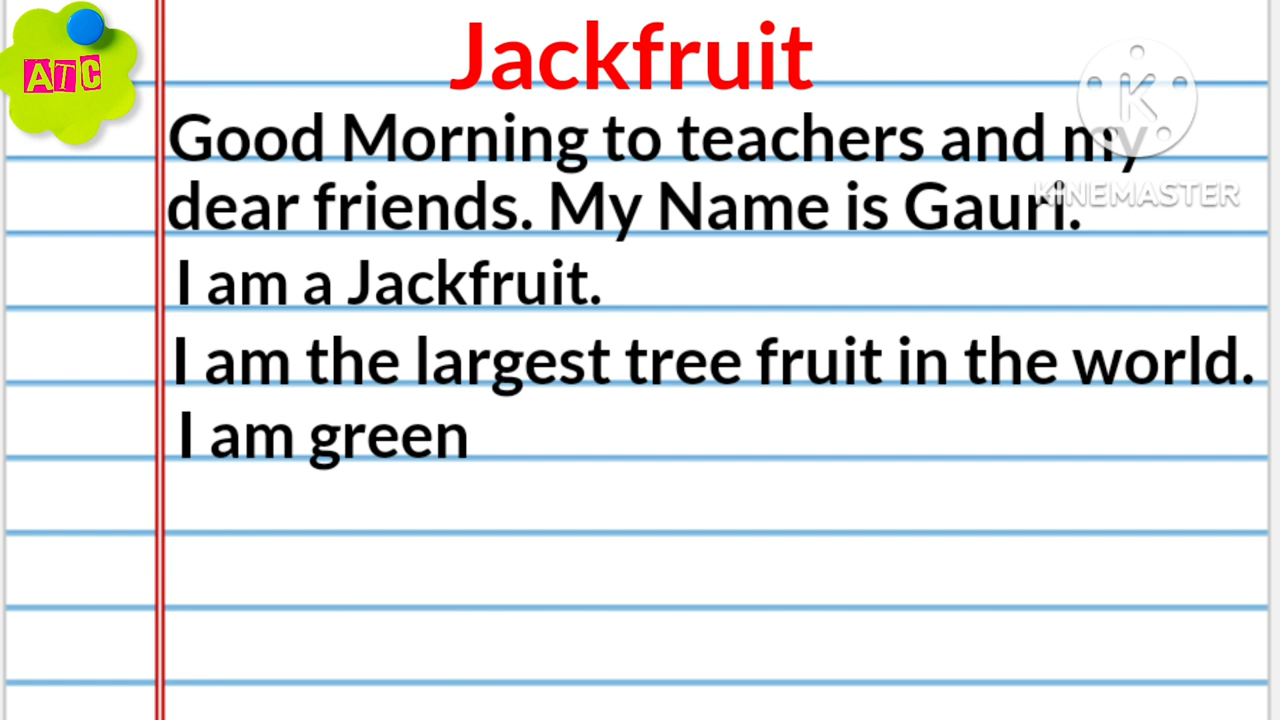 ATC
Jackfruit
Good Morning to teachers and my
dear friends. My Name is Gauri.
KINEMASTER
I am a Jackfruit.
I am the largest tree fruit in the world.
I am green